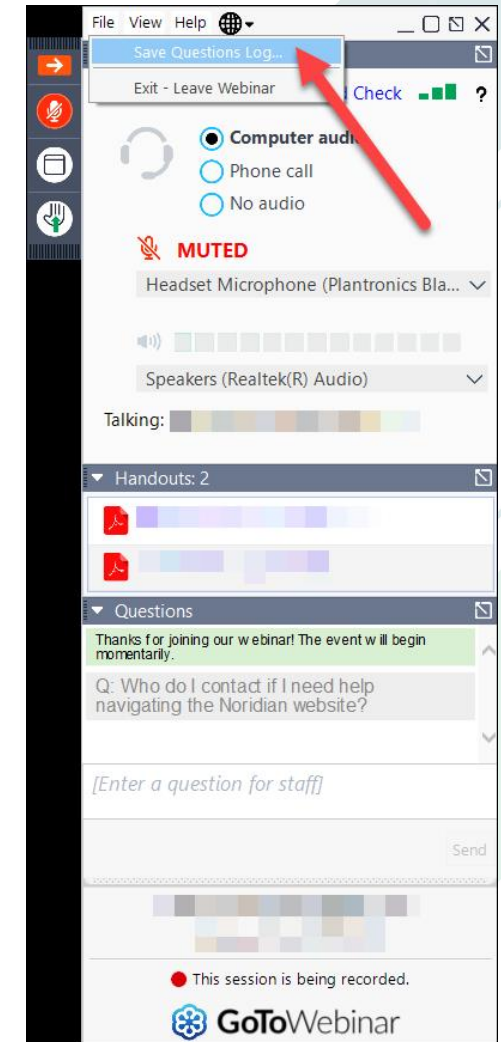 File View Help
Save Questions Log...
Exit - Leave Webinar
Check ?
Computer audio
Phone call
No audio
MUTED
Headset Microphone (Plantronics Bla...
Speakers (Realtek(R) Audio)
Talking:
Handouts: 2
Questions
Thanks for joining our webinar! The event will begin
momentarily.
Q: Who do I contact if I need help
navigating the Noridian website?
[Enter a question for staff]
Send
This session is being recorded.
GoToWebinar